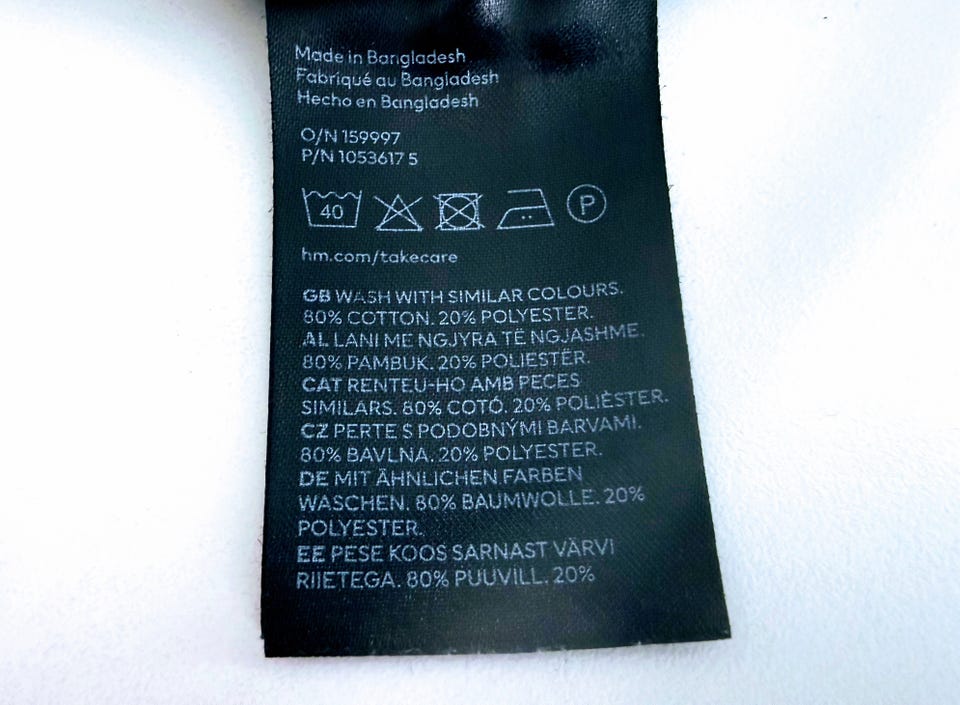 Made in Bangladesh
Fabriqué au Bangladesh
Hecho en Bangladesh
O/N 159997
P/N 1053617 5
40 P
hm.com/takecare
GB WASH WITH SIMILAR COLOURS.
80% COTTON. 20% POLYESTER.
AL LANI ME NGJYRA TË NGJASHME.
80% PAMBUK. 20% POLIESTËR.
CAT RENTEU-HO AMB PECES
SIMILARS. 80% COTÓ. 20% POLIÈSTER.
CZ PERTE S PODOBNÝMI BARVAMI.
80% BAVLNA. 20% POLYESTER.
DE MIT ÄHNLICHEN FARBEN
WASCHEN. 80% BAUMWOLLE. 20%
POLYESTER.
EE PESE KOOS SARNAST VÄRVI
RIIETEGA. 80% PUUVILL. 20%